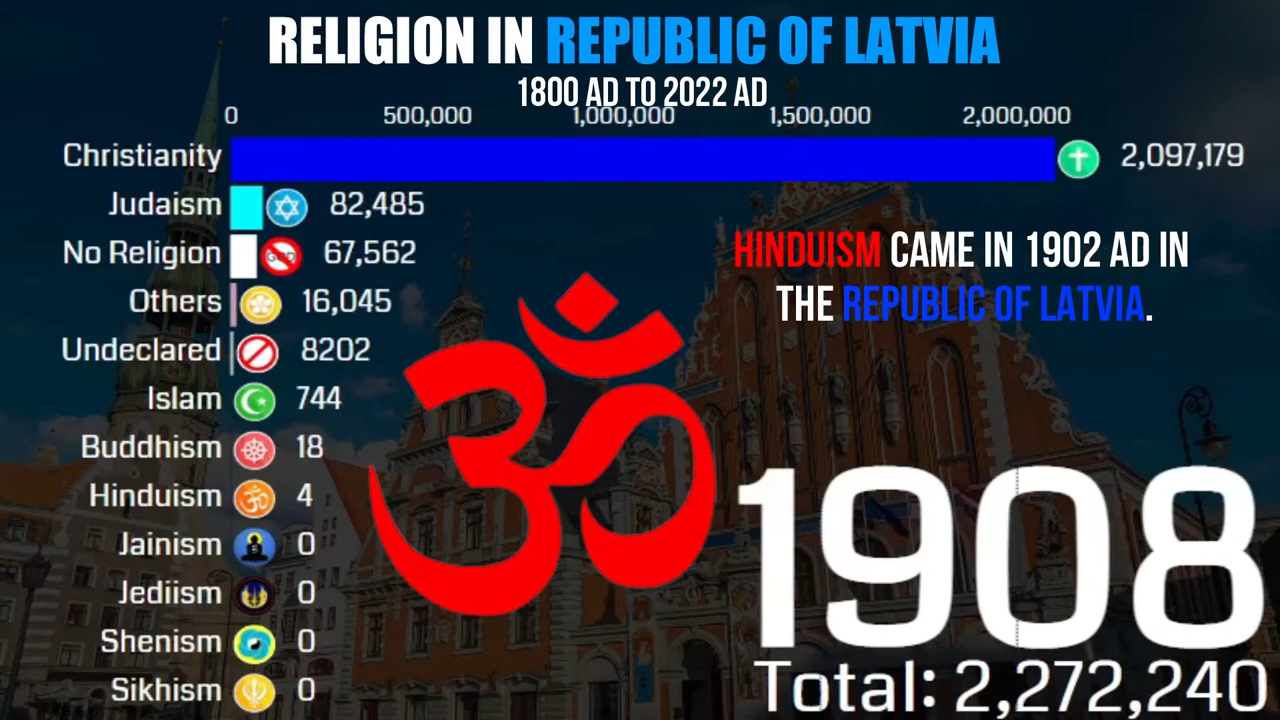 RELIGION IN REPUBLIC OF LATVIA
1800 AD TO 2022 AD
0 500,000 1,000,000 1,500,000 2,000,000
Christianity 2,097,179
Judaism 82,485
No Religion 67,562
Others 16,045
Undeclared 8202
Islam 744
Buddhism 18
Hinduism 4
Jainism 0
Jediism 0
Shenism 0
Sikhism 0
HINDUISM CAME IN 1902 AD IN
THE REPUBLIC OF LATVIA.
ॐ
1908
Total: 2,272,240